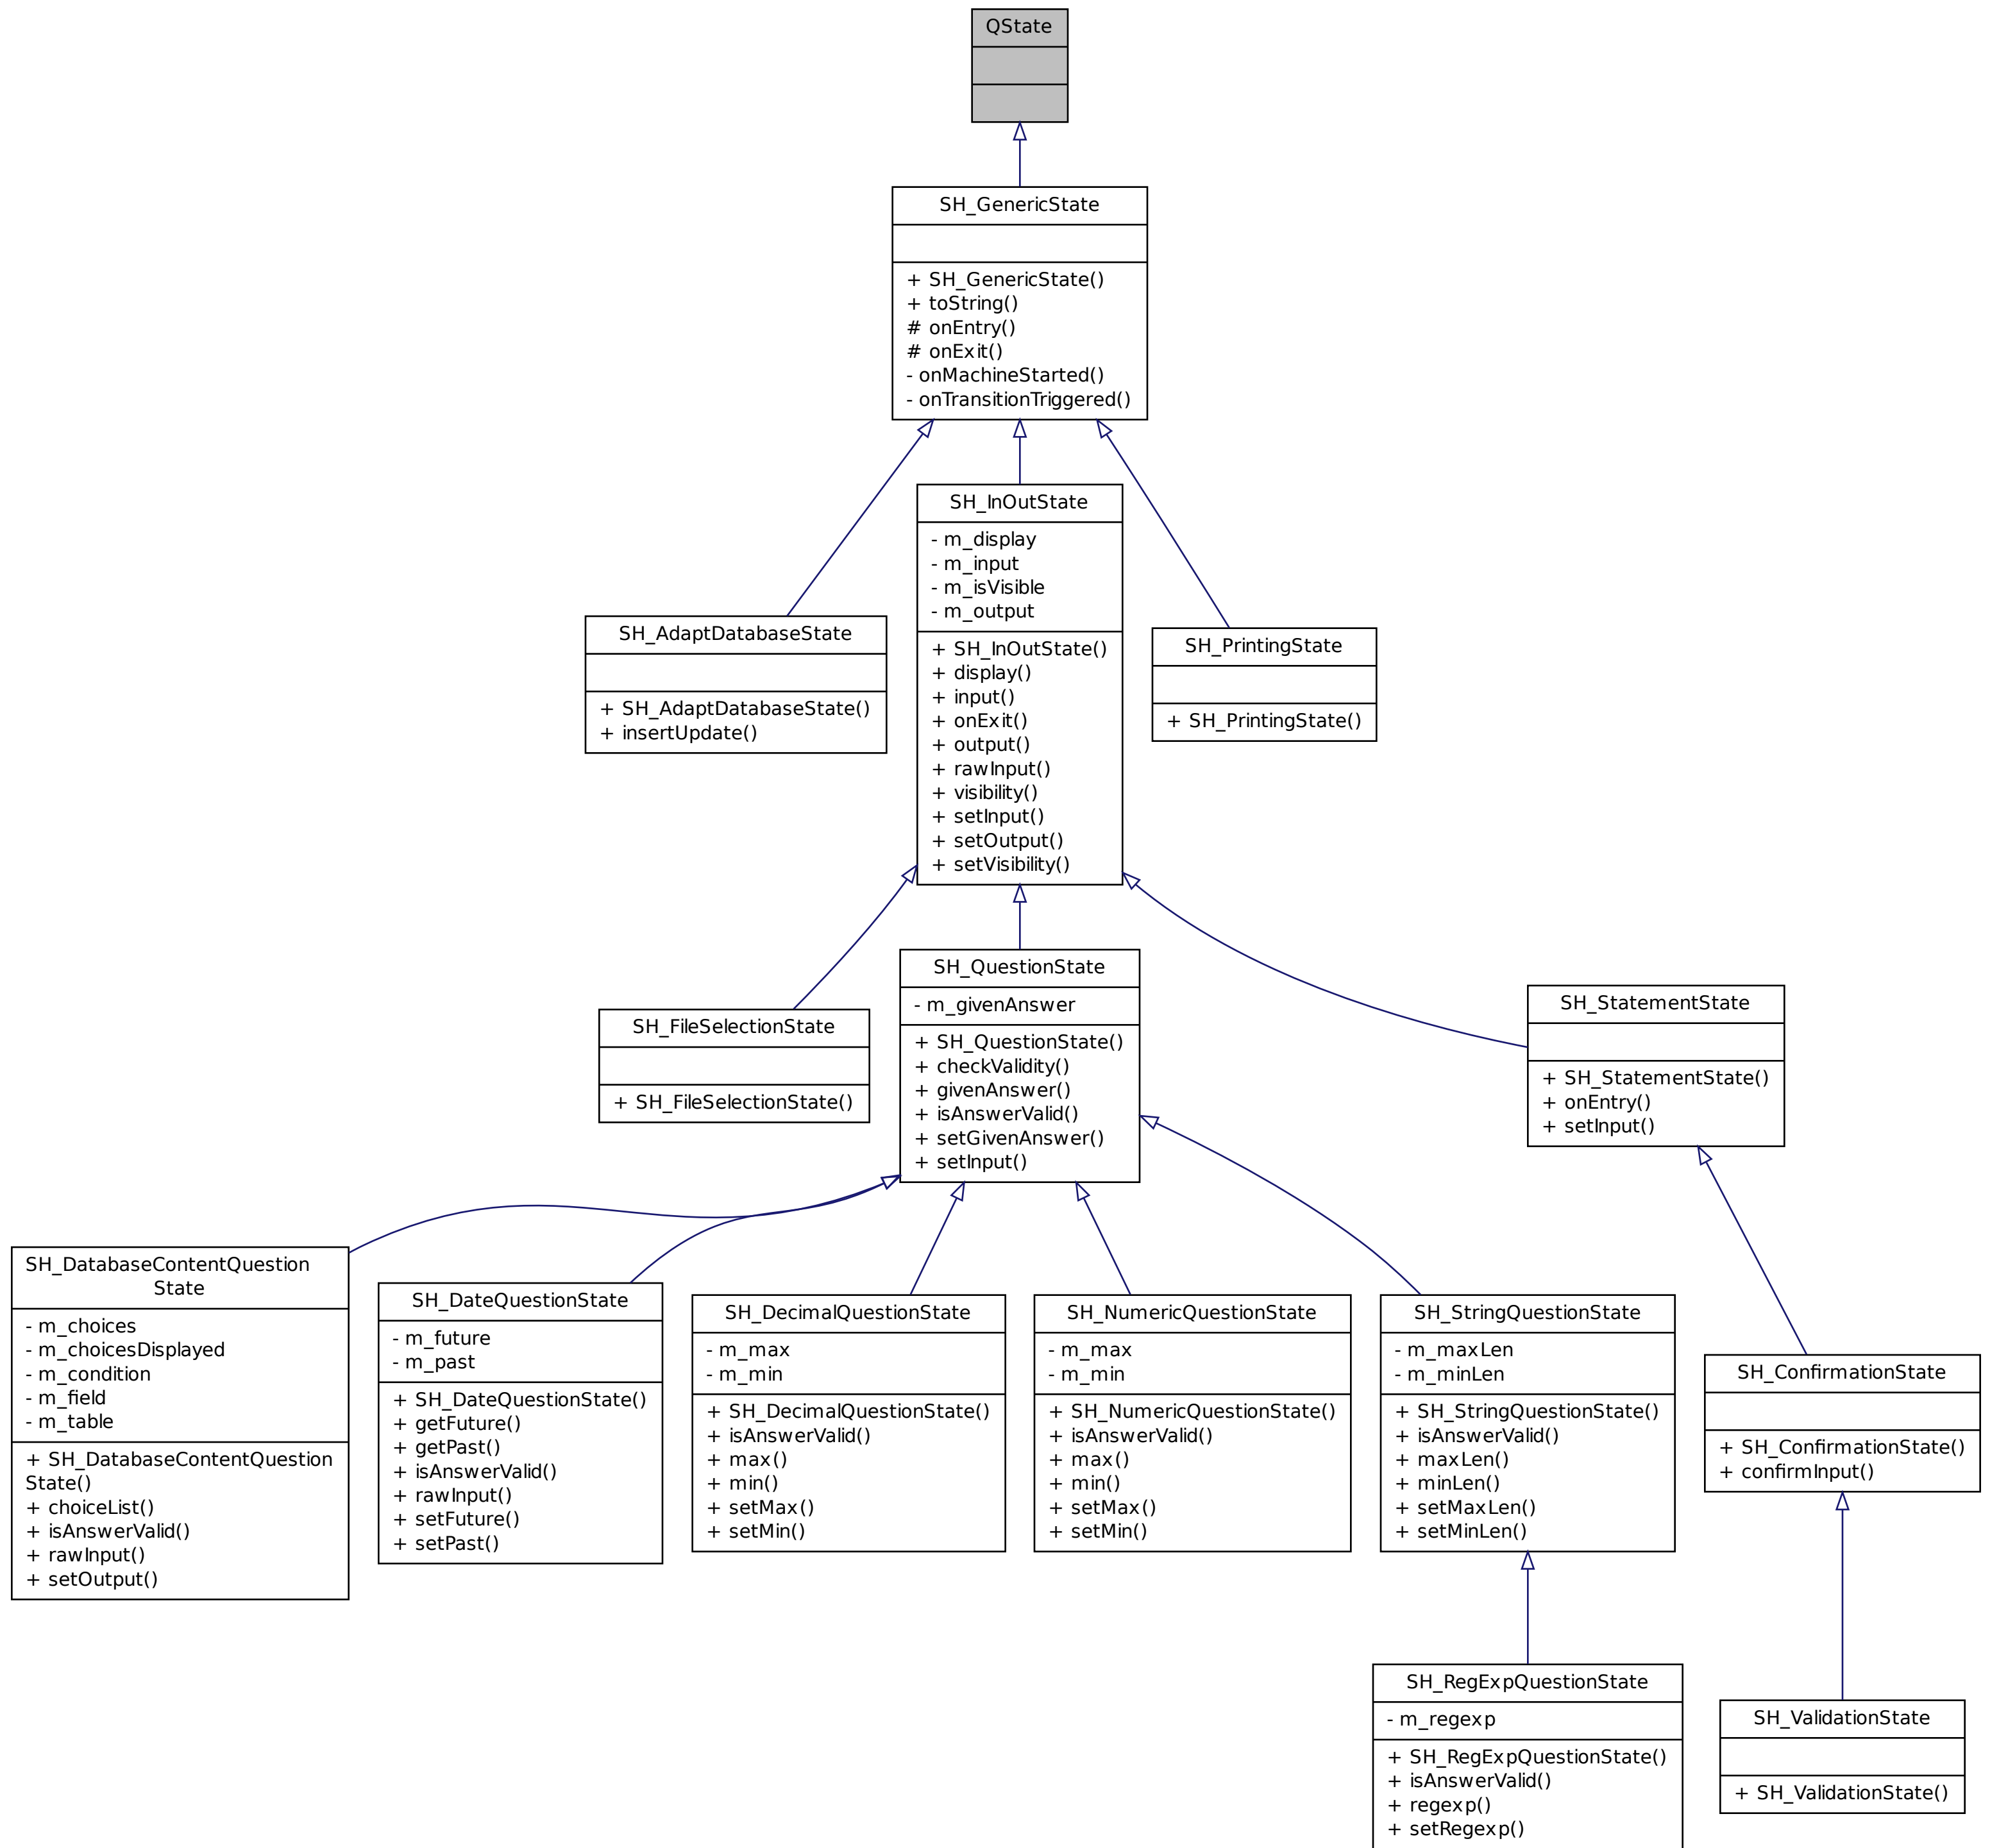 QState
SH_GenericState
+ SH_GenericState()
+ toString()
# onEntry()
# onExit()
- onMachineStarted()
- onTransitionTriggered()
SH_InOutState
- m_display
- m_input
- m_isVisible
- m_output
+ SH_InOutState()
+ display()
+ input()
+ onExit()
+ output()
+ rawInput()
+ visibility()
+ setInput()
+ setOutput()
+ setVisibility()
SH_AdaptDatabaseState
+ SH_AdaptDatabaseState()
+ insertUpdate()
SH_PrintingState
+ SH_PrintingState()
SH_FileSelectionState
+ SH_FileSelectionState()
SH_QuestionState
- m_givenAnswer
+ SH_QuestionState()
+ checkValidity()
+ givenAnswer()
+ isAnswerValid()
+ setGivenAnswer()
+ setInput()
SH_StatementState
+ SH_StatementState()
+ onEntry()
+ setInput()
SH_DatabaseContentQuestion
State
- m_choices
- m_choicesDisplayed
- m_condition
- m_field
- m_table
+ SH_DatabaseContentQuestion
State()
+ choiceList()
+ isAnswerValid()
+ rawInput()
+ setOutput()
SH_DateQuestionState
- m_future
- m_past
+ SH_DateQuestionState()
+ getFuture()
+ getPast()
+ isAnswerValid()
+ rawInput()
+ setFuture()
+ setPast()
SH_DecimalQuestionState
- m_max
- m_min
+ SH_DecimalQuestionState()
+ isAnswerValid()
+ max()
+ min()
+ setMax()
+ setMin()
SH_NumericQuestionState
- m_max
- m_min
+ SH_NumericQuestionState()
+ isAnswerValid()
+ max()
+ min()
+ setMax()
+ setMin()
SH_StringQuestionState
- m_maxLen
- m_minLen
+ SH_StringQuestionState()
+ isAnswerValid()
+ maxLen()
+ minLen()
+ setMaxLen()
+ setMinLen()
SH_ConfirmationState
+ SH_ConfirmationState()
+ confirmInput()
SH_RegExpQuestionState
- m_regexp
+ SH_RegExpQuestionState()
+ isAnswerValid()
+ regexp()
+ setRegexp()
SH_ValidationState
+ SH_ValidationState()